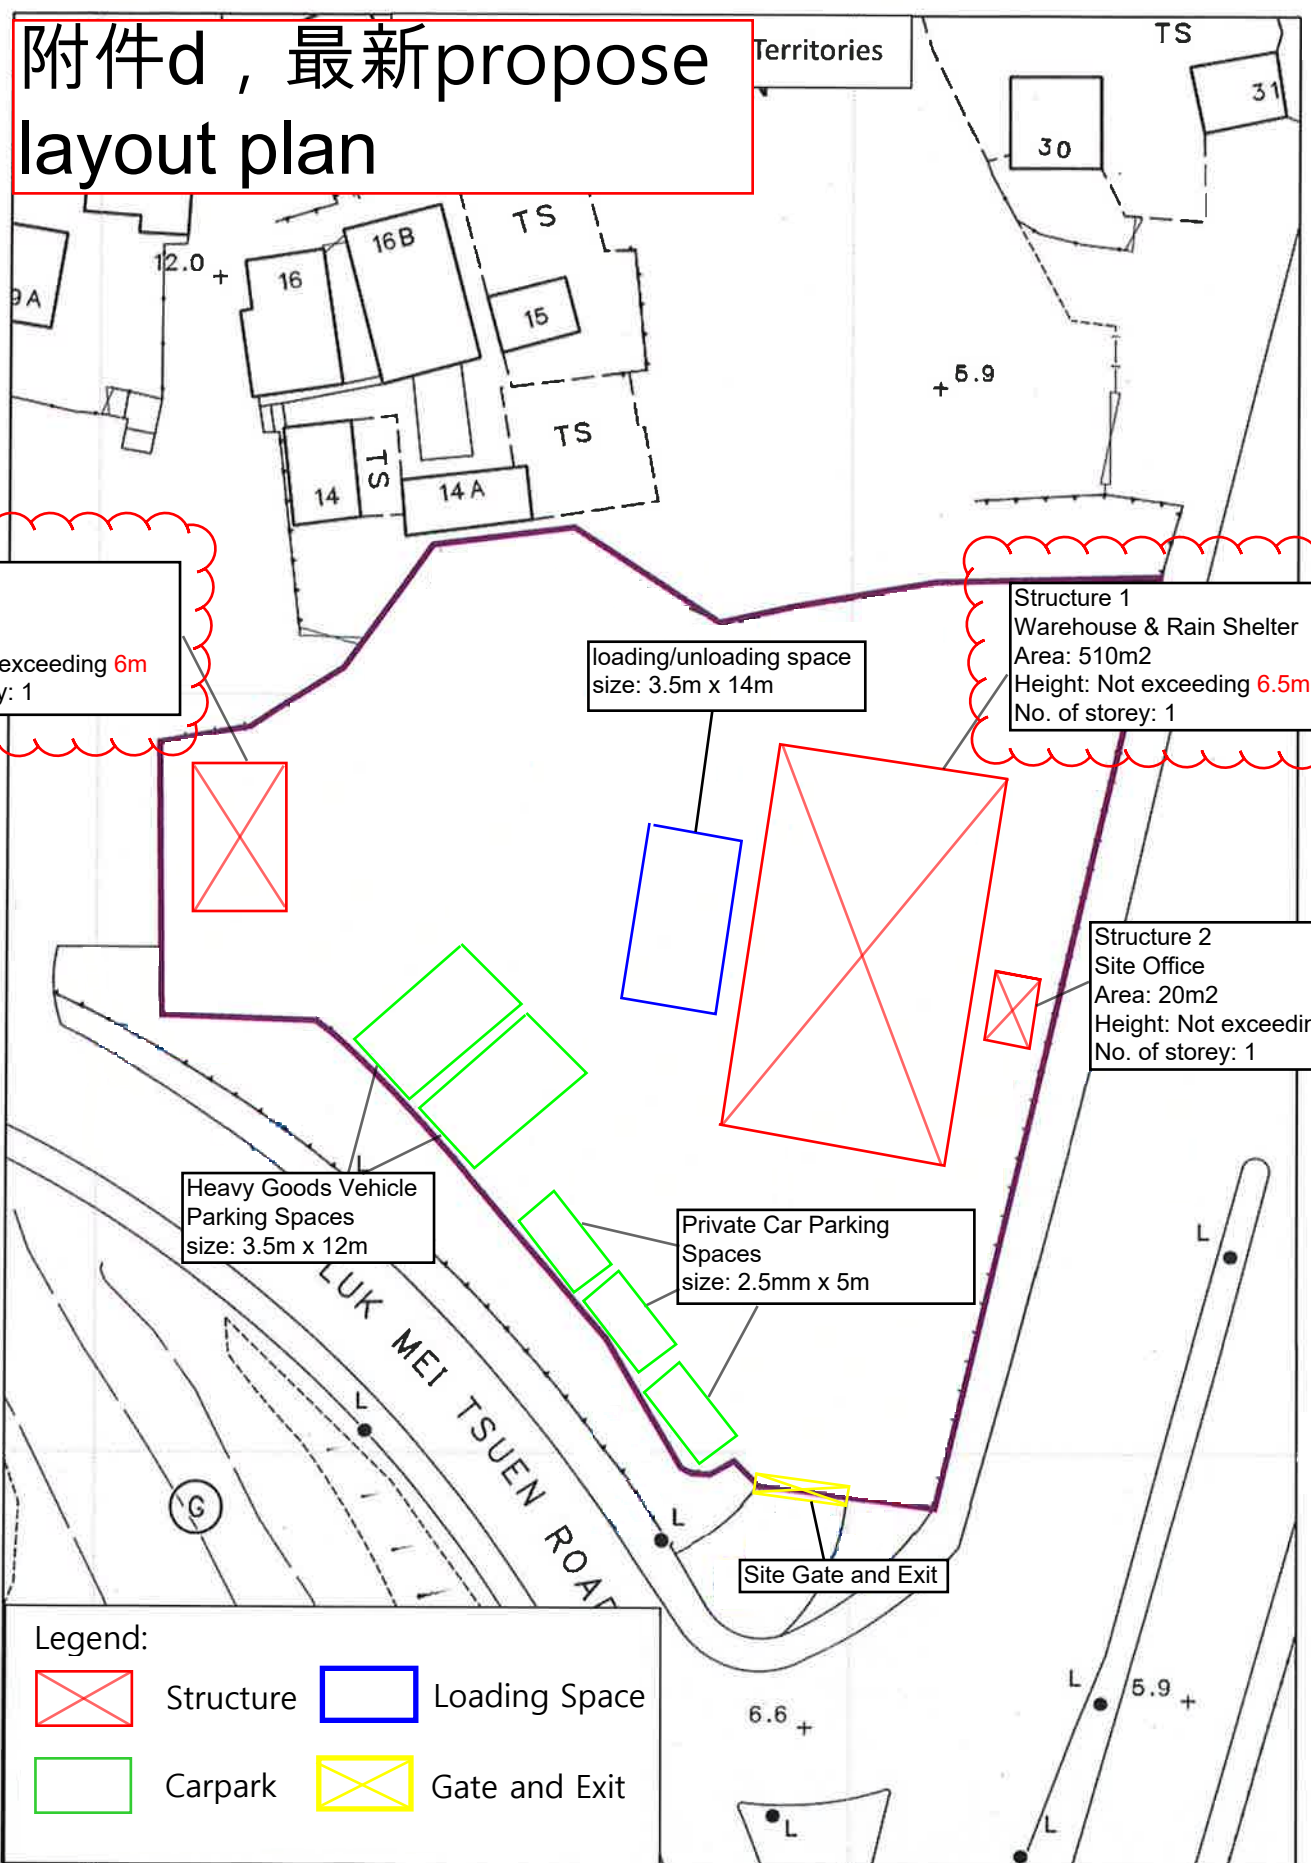 附件d，最新propose
layout plan
Territories
TS
31
30
TS
16B
12.0
16
9A
15
5.9
TS
TS
14
14A
exceeding 6m
y: 1
loading/unloading space
size: 3.5m x 14m
Structure 1
Warehouse & Rain Shelter
Area: 510m2
Height: Not exceeding 6.5m
No. of storey: 1
Structure 2
Site Office
Area: 20m2
Height: Not exceedin
No. of storey: 1
L
Heavy Goods Vehicle
Parking Spaces
size: 3.5m x 12m
Private Car Parking
Spaces
size: 2.5mm x 5m
L
LUK MEI TSUEN ROAD
L
G
L
Site Gate and Exit
Legend:
Structure
Loading Space
Carpark
Gate and Exit
6.6
L
5.9
L
L